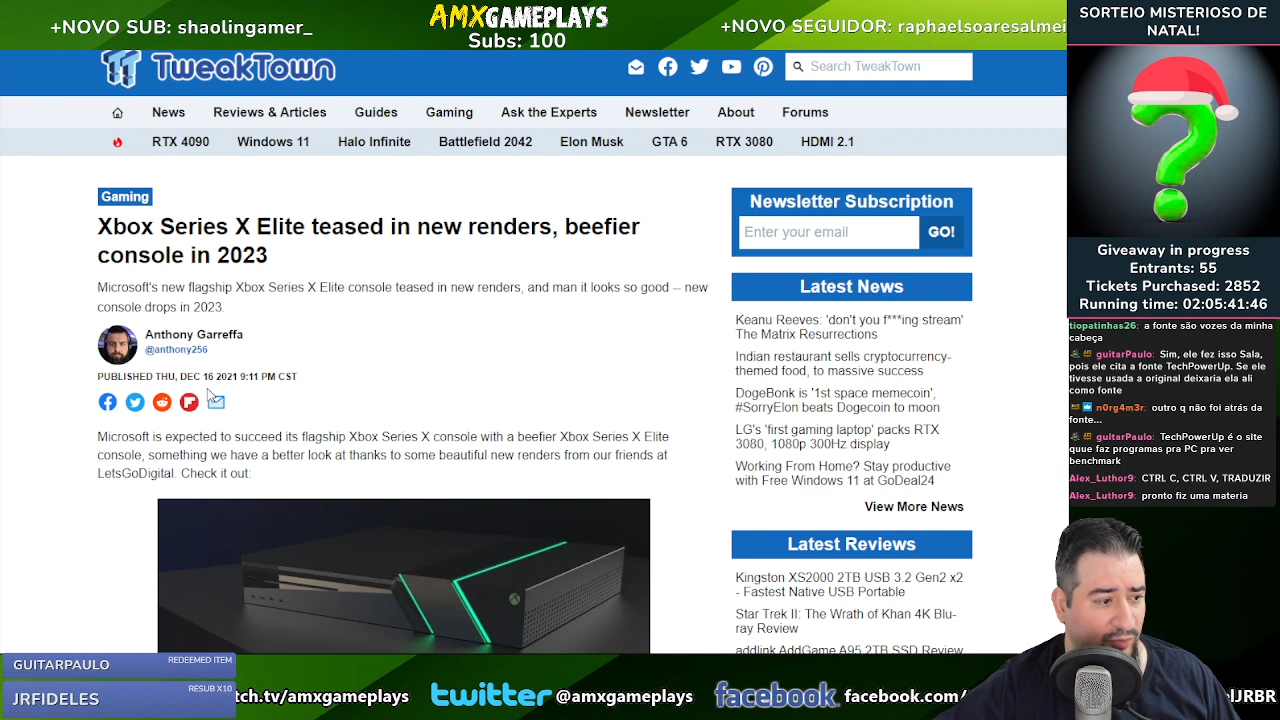 +NOVO SUB: shaolingamer_
AMXGAMEPLAYS
Subs: 100
+NOVO SEGUIDOR: raphaelsoaresalmei
SORTEIO MISTERIOSO DE
NATAL!
TT TweakTown
Search TweakTown
News Reviews & Articles Guides Gaming Ask the Experts Newsletter About Forums
RTX 4090 Windows 11 Halo Infinite Battlefield 2042 Elon Musk GTA 6 RTX 3080 HDMI 2.1
Gaming
Xbox Series X Elite teased in new renders, beefier
console in 2023
Microsoft's new flagship Xbox Series X Elite console teased in new renders, and man it looks so good -- new
console drops in 2023.
Anthony Garreffa
@anthony256
PUBLISHED THU, DEC 16 2021 9:11 PM CST
Microsoft is expected to succeed its flagship Xbox Series X console with a beefier Xbox Series X Elite
console, something we have a better look at thanks to some beautiful new renders from our friends at
LetsGoDigital. Check it out:
Newsletter Subscription
Enter your email GO!
Latest News
Keanu Reeves: 'don't you f***ing stream'
The Matrix Resurrections
Indian restaurant sells cryptocurrency-
themed food, to massive success
DogeBonk is '1st space memecoin',
#SorryElon beats Dogecoin to moon
LG's 'first gaming laptop' packs RTX
3080, 1080p 300Hz display
Working From Home? Stay productive
with Free Windows 11 at GoDeal24
View More News
Latest Reviews
Kingston XS2000 2TB USB 3.2 Gen2 x2
- Fastest Native USB Portable
Star Trek II: The Wrath of Khan 4K Blu-
ray Review
addlink AddGame A95 2TB SSD Review
Giveaway in progress
Entrants: 55
Tickets Purchased: 2852
Running time: 02:05:41:46
tiopatinhas26: a fonte são vozes da minha
cabeça
guitarPaulo: Sim, ele fez isso Sala,
pois ele cita a fonte TechPowerUp. Se ele
tivesse usada a original deixaria ela ali
como fonte
n0rg4m3r: outro q não foi atrás da
fonte...
guitarPaulo: TechPowerUp é o site
quue faz programas pra PC pra ver
benchmark
Alex_Luthor9: CTRL C, CTRL V, TRADUZIR
Alex_Luthor9: pronto fiz uma materia
GUITARPAULO REDEEMED ITEM
JRFIDELES RESUB X10
tch.tv/amxgameplays twitter @amxgameplays facebook facebook.com/ elJRBR